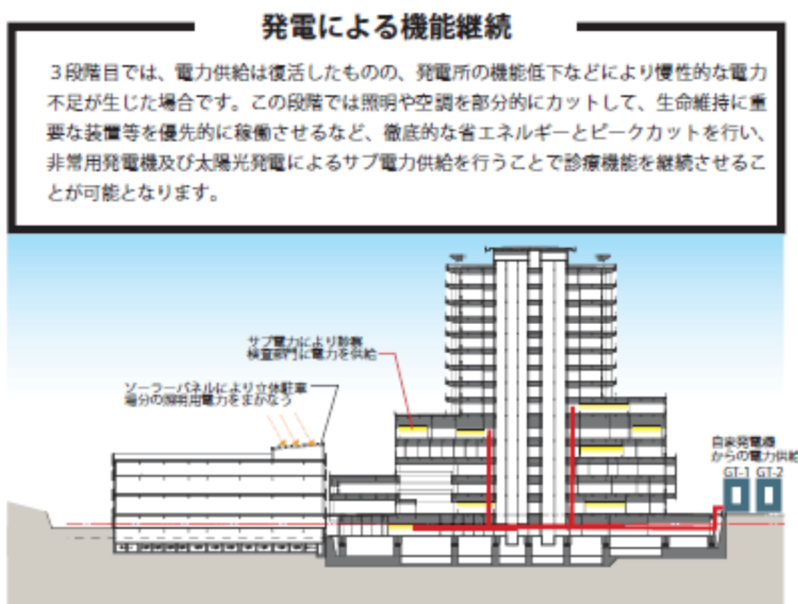 発電による機能継続
3段階目では、電力供給は復活したものの、発電所の機能低下などにより慢性的な電力
不足が生じた場合です。この段階では照明や空調を部分的にカットして、生命維持に重
要な装置等を優先的に稼働させるなど、徹底的な省エネルギーとピークカットを行い、
非常用発電機及び太陽光発電によるサブ電力供給を行うことで診療機能を継続させるこ
とが可能となります。
サブ電力により診察
検査部門に電力を供給
ソーラーパネルにより立体駐車
場分の照明用電力をまかなう
自家発電機
からの電力供給
GT-1 GT-2